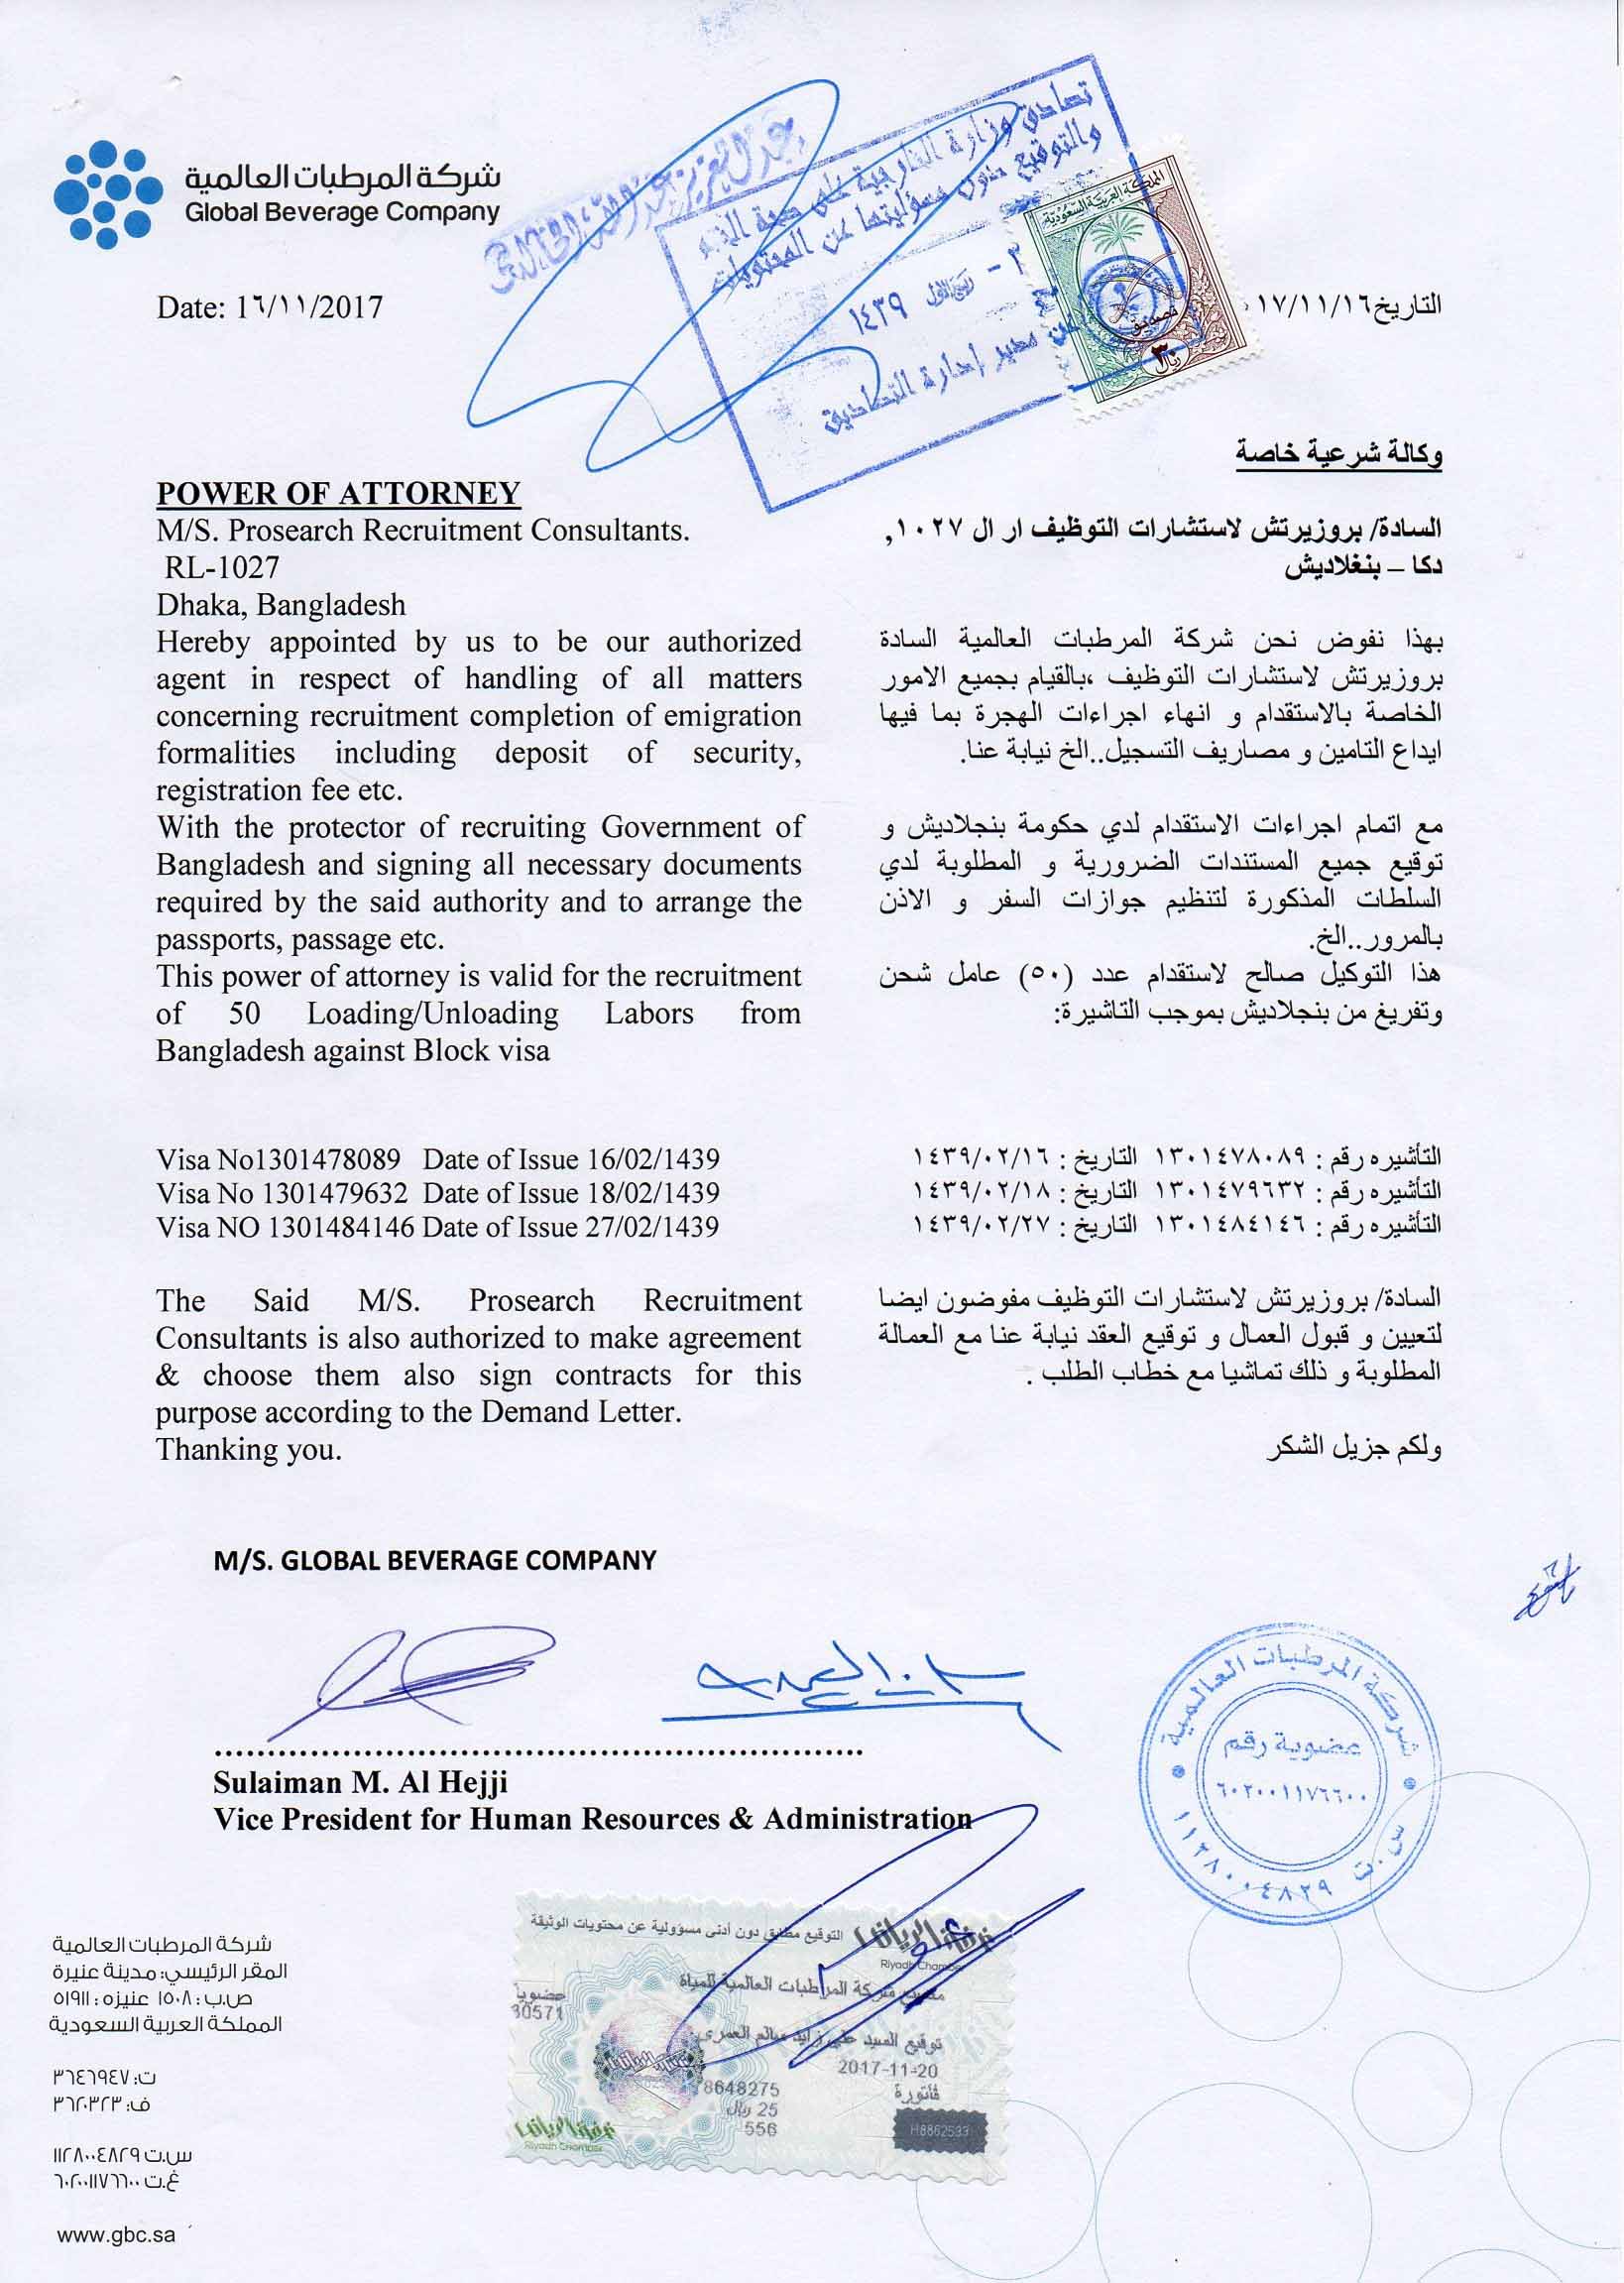 شركة المرطبات العالمية
Global Beverage Company
تصادق وزارة الخارجية على صحة الختم
والتوقيع دون مسؤليتها عن المحتويات
١٤٣٩
عن مدير إدارة التصاديق
المملكة العربية السعودية
٣٠
ريال
Date: 1٦/١١/2017
التاريخ١٧/١١/١٦
وكالة شرعية خاصة
POWER OF ATTORNEY
M/S. Prosearch Recruitment Consultants.
RL-1027
Dhaka, Bangladesh
Hereby appointed by us to be our authorized
agent in respect of handling of all matters
concerning recruitment completion of emigration
formalities including deposit of security,
registration fee etc.
With the protector of recruiting Government of
Bangladesh and signing all necessary documents
required by the said authority and to arrange the
passports, passage etc.
This power of attorney is valid for the recruitment
of 50 Loading/Unloading Labors from
Bangladesh against Block visa
السادة/ بروزيرتش لاستشارات التوظيف ار ال ١٠٢٧,
دكا – بنغلاديش
بهذا نفوض نحن شركة المرطبات العالمية السادة
بروزيرتش لاستشارات التوظيف ،بالقيام بجميع الامور
الخاصة بالاستقدام و انهاء اجراءات الهجرة بما فيها
ايداع التامين و مصاريف التسجيل..الخ نيابة عنا.
مع اتمام اجراءات الاستقدام لدي حكومة بنجلاديش و
توقيع جميع المستندات الضرورية و المطلوبة لدي
السلطات المذكورة لتنظيم جوازات السفر و الاذن
بالمرور..الخ.
هذا التوكيل صالح لاستقدام عدد (٥٠) عامل شحن
وتفريغ من بنجلاديش بموجب التاشيرة:
Visa No1301478089 Date of Issue 16/02/1439
Visa No 1301479632 Date of Issue 18/02/1439
Visa NO 1301484146 Date of Issue 27/02/1439
التأشيره رقم : ١٣٠١٤٧٨٠٨٩ التاريخ : ١٤٣٩/٠٢/١٦
التأشيره رقم : ١٣٠١٤٧٩٦٣٢ التاريخ : ١٤٣٩/٠٢/١٨
التأشيره رقم : ١٣٠١٤٨٤١٤٦ التاريخ : ١٤٣٩/٠٢/٢٧
The Said M/S. Prosearch Recruitment
Consultants is also authorized to make agreement
& choose them also sign contracts for this
purpose according to the Demand Letter.
Thanking you.
السادة/ بروزيرتش لاستشارات التوظيف مفوضون ايضا
لتعيين و قبول العمال و توقيع العقد نيابة عنا مع العمالة
المطلوبة و ذلك تماشيا مع خطاب الطلب .
ولكم جزيل الشكر
M/S. GLOBAL BEVERAGE COMPANY
Sulaiman M. Al Hejji
Vice President for Human Resources & Administration
شركة المرطبات العالمية
عضوية رقم
٦٠٢٠٠١١٧٦٦٠٠
س.ت ١١٢٨٠٠٤٨٢٩
التوقيع مطابق دون أدنى مسؤولية عن محتويات الوثيقة
غرفة الرياض
Riyadh Chamber
مصنع شركة المرطبات العالمية للمياه
30571
توقيع السيد علي زايد سالم العمري
2017-11-20
8648275
فاتورة
25 ريال
556
H8862533
غرفة الرياض
Riyadh Chamber
شركة المرطبات العالمية
المقر الرئيسي: مدينة عنيزة
ص.ب: ١٥٠٨ عنيزه : ٥١٩١١
المملكة العربية السعودية
ت: ٣٦٤٦٩٤٧
ف: ٣٦٢٠٣٢٣
س.ت ١١٢٨٠٠٤٨٢٩
غ.ت ٦٠٢٠٠١١٧٦٦٠٠
www.gbc.sa